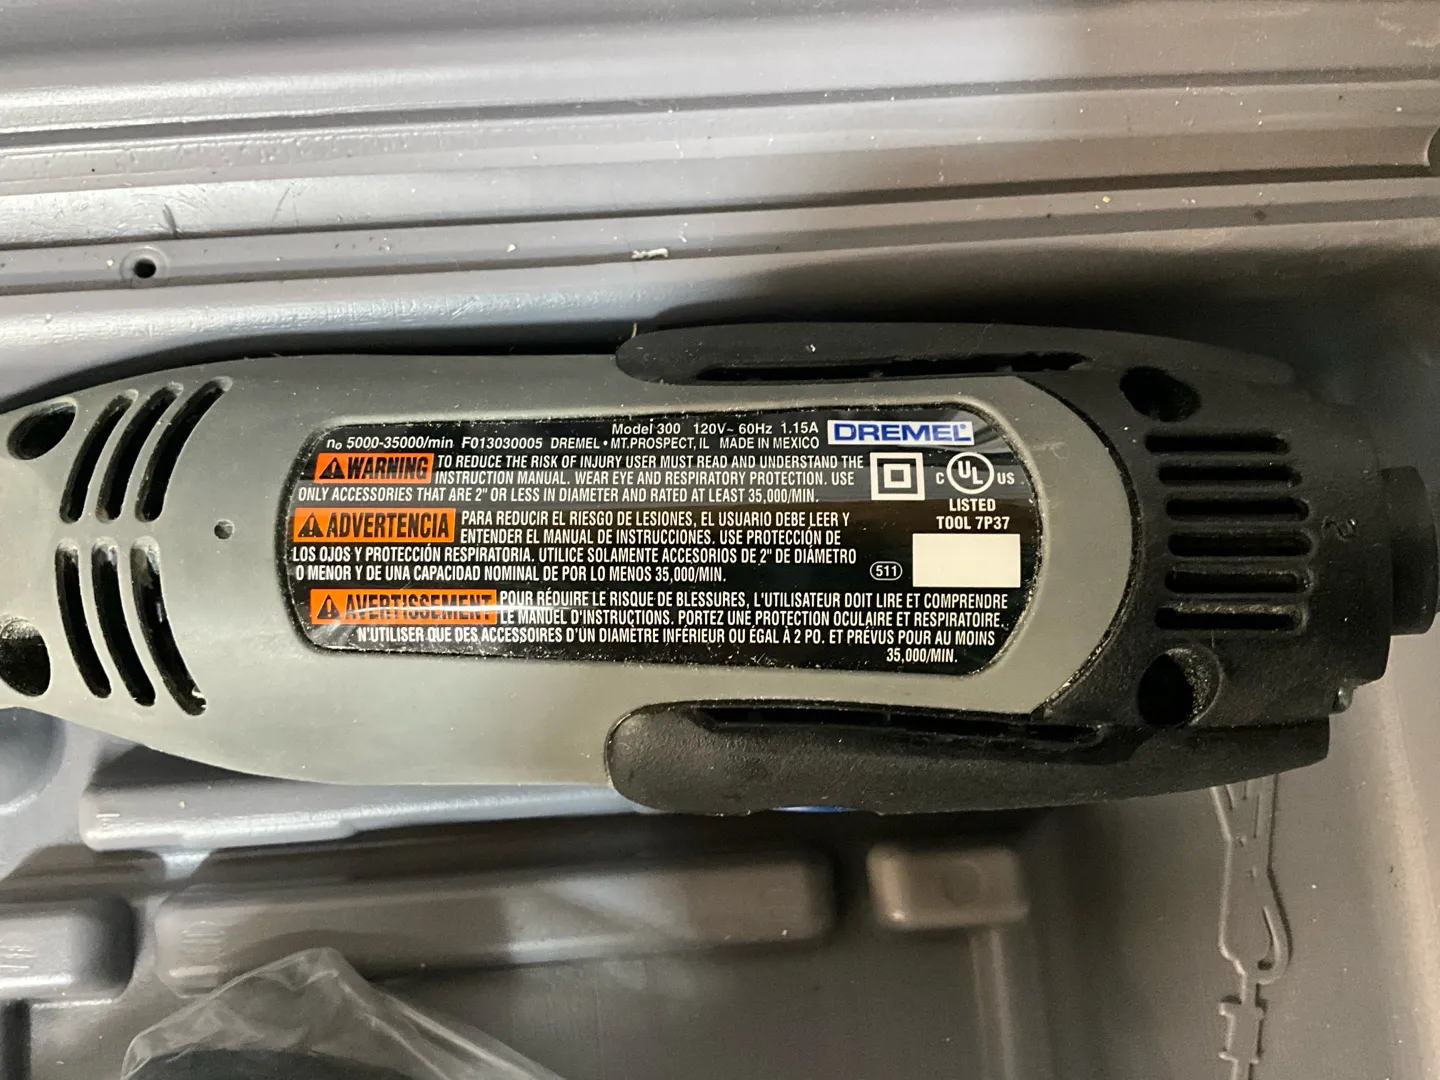 Model 300 120V~ 60Hz 1.15A DREMEL
no 5000-35000/min F013030005 DREMEL • MT.PROSPECT, IL MADE IN MEXICO
WARNING TO REDUCE THE RISK OF INJURY USER MUST READ AND UNDERSTAND THE
INSTRUCTION MANUAL. WEAR EYE AND RESPIRATORY PROTECTION. USE
ONLY ACCESSORIES THAT ARE 2" OR LESS IN DIAMETER AND RATED AT LEAST 35,000/MIN.
C UL US
LISTED
TOOL 7P37
ADVERTENCIA PARA REDUCIR EL RIESGO DE LESIONES, EL USUARIO DEBE LEER Y
ENTENDER EL MANUAL DE INSTRUCCIONES. USE PROTECCIÓN DE
LOS OJOS Y PROTECCIÓN RESPIRATORIA. UTILICE SOLAMENTE ACCESORIOS DE 2" DE DIÁMETRO
O MENOR Y DE UNA CAPACIDAD NOMINAL DE POR LO MENOS 35,000/MIN.
511
AVERTISSEMENT POUR RÉDUIRE LE RISQUE DE BLESSURES, L'UTILISATEUR DOIT LIRE ET COMPRENDRE
LE MANUEL D'INSTRUCTIONS. PORTEZ UNE PROTECTION OCULAIRE ET RESPIRATOIRE.
N'UTILISER QUE DES ACCESSOIRES D'UN DIAMÈTRE INFÉRIEUR OU ÉGAL À 2 PO. ET PRÉVUS POUR AU MOINS
35,000/MIN.
2